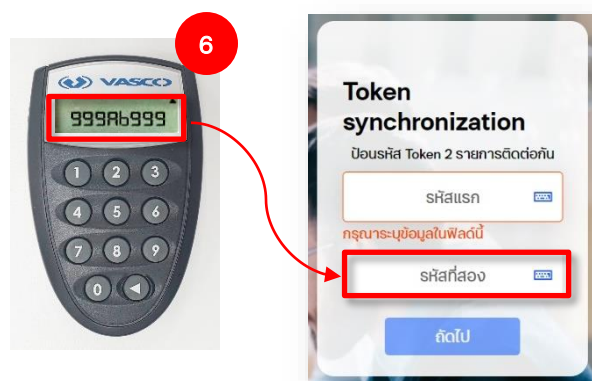 6
VASCO
999Ab999
1 2 3
4 5 6
7 8 9
0
Token
synchronization
ป้อนรหัส Token 2 รายการติดต่อกัน
รหัสแรก
กรุณาระบุข้อมูลในฟิลด์นี้
รหัสที่สอง
ถัดไป